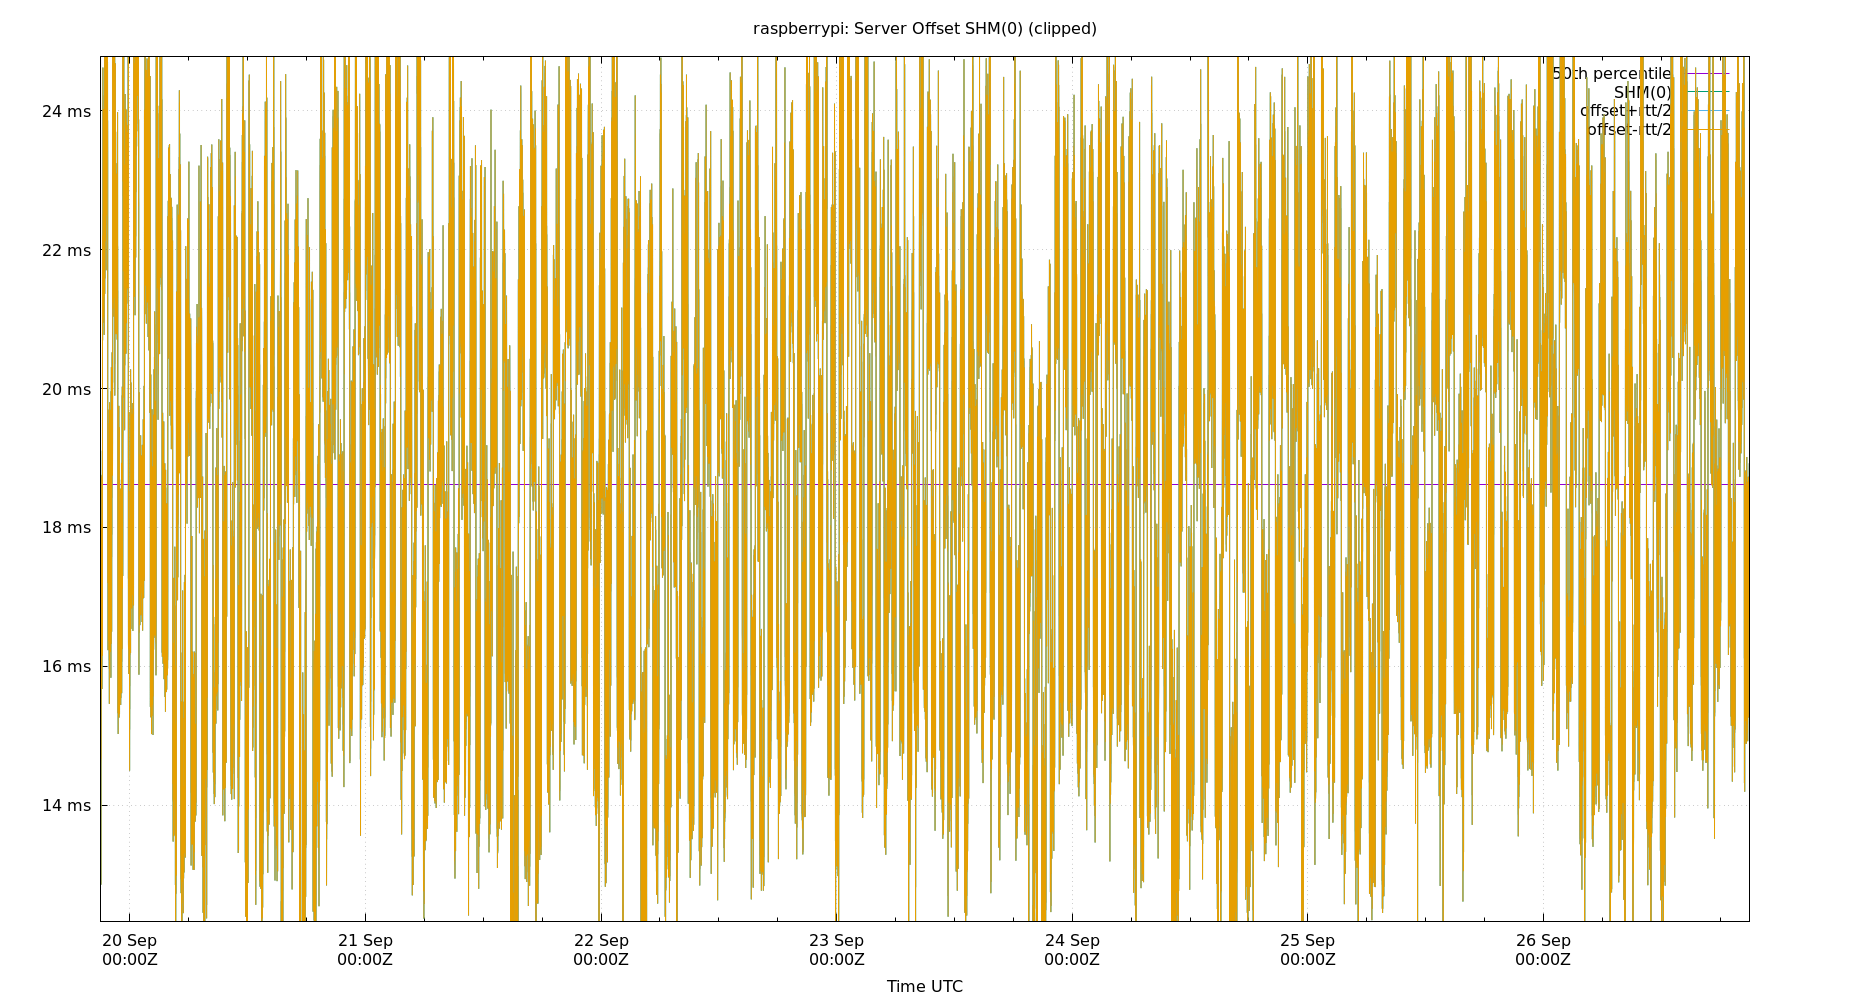 raspberrypi: Server Offset SHM(0) (clipped)
50th percentile
SHM(0)
offset+rtt/2
offset-rtt/2
24 ms
22 ms
20 ms
18 ms
16 ms
14 ms
20 Sep 21 Sep 22 Sep 23 Sep 24 Sep 25 Sep 26 Sep
00:00Z 00:00Z 00:00Z 00:00Z 00:00Z 00:00Z 00:00Z
Time UTC